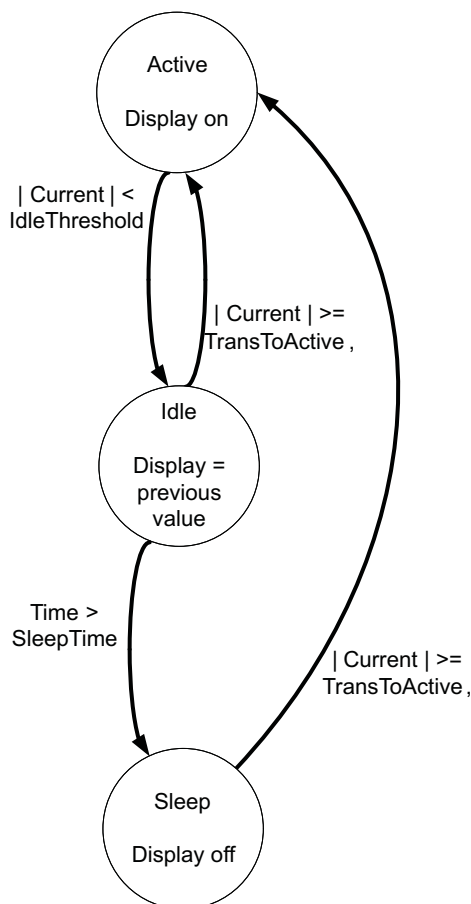 Active
Display on
| Current | <
IdleThreshold
| Current | >=
TransToActive ,
Idle
Display =
previous
value
Time >
SleepTime
| Current | >=
TransToActive ,
Sleep
Display off